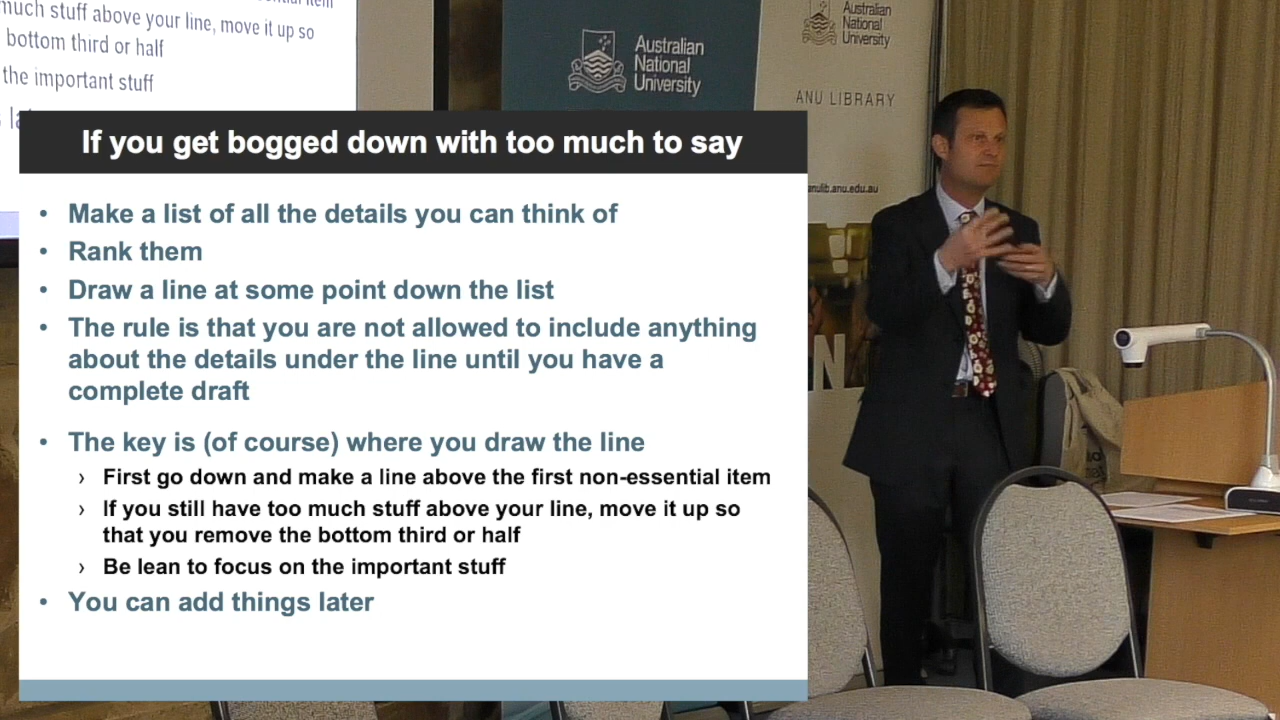 much stuff above your line, move it up so
bottom third or half
the important stuff
Australian
National
University
Australian
National
University
ANU LIBRARY
anulib.anu.edu.au
If you get bogged down with too much to say
• Make a list of all the details you can think of
• Rank them
• Draw a line at some point down the list
• The rule is that you are not allowed to include anything
about the details under the line until you have a
complete draft
• The key is (of course) where you draw the line
› First go down and make a line above the first non-essential item
› If you still have too much stuff above your line, move it up so
that you remove the bottom third or half
› Be lean to focus on the important stuff
• You can add things later